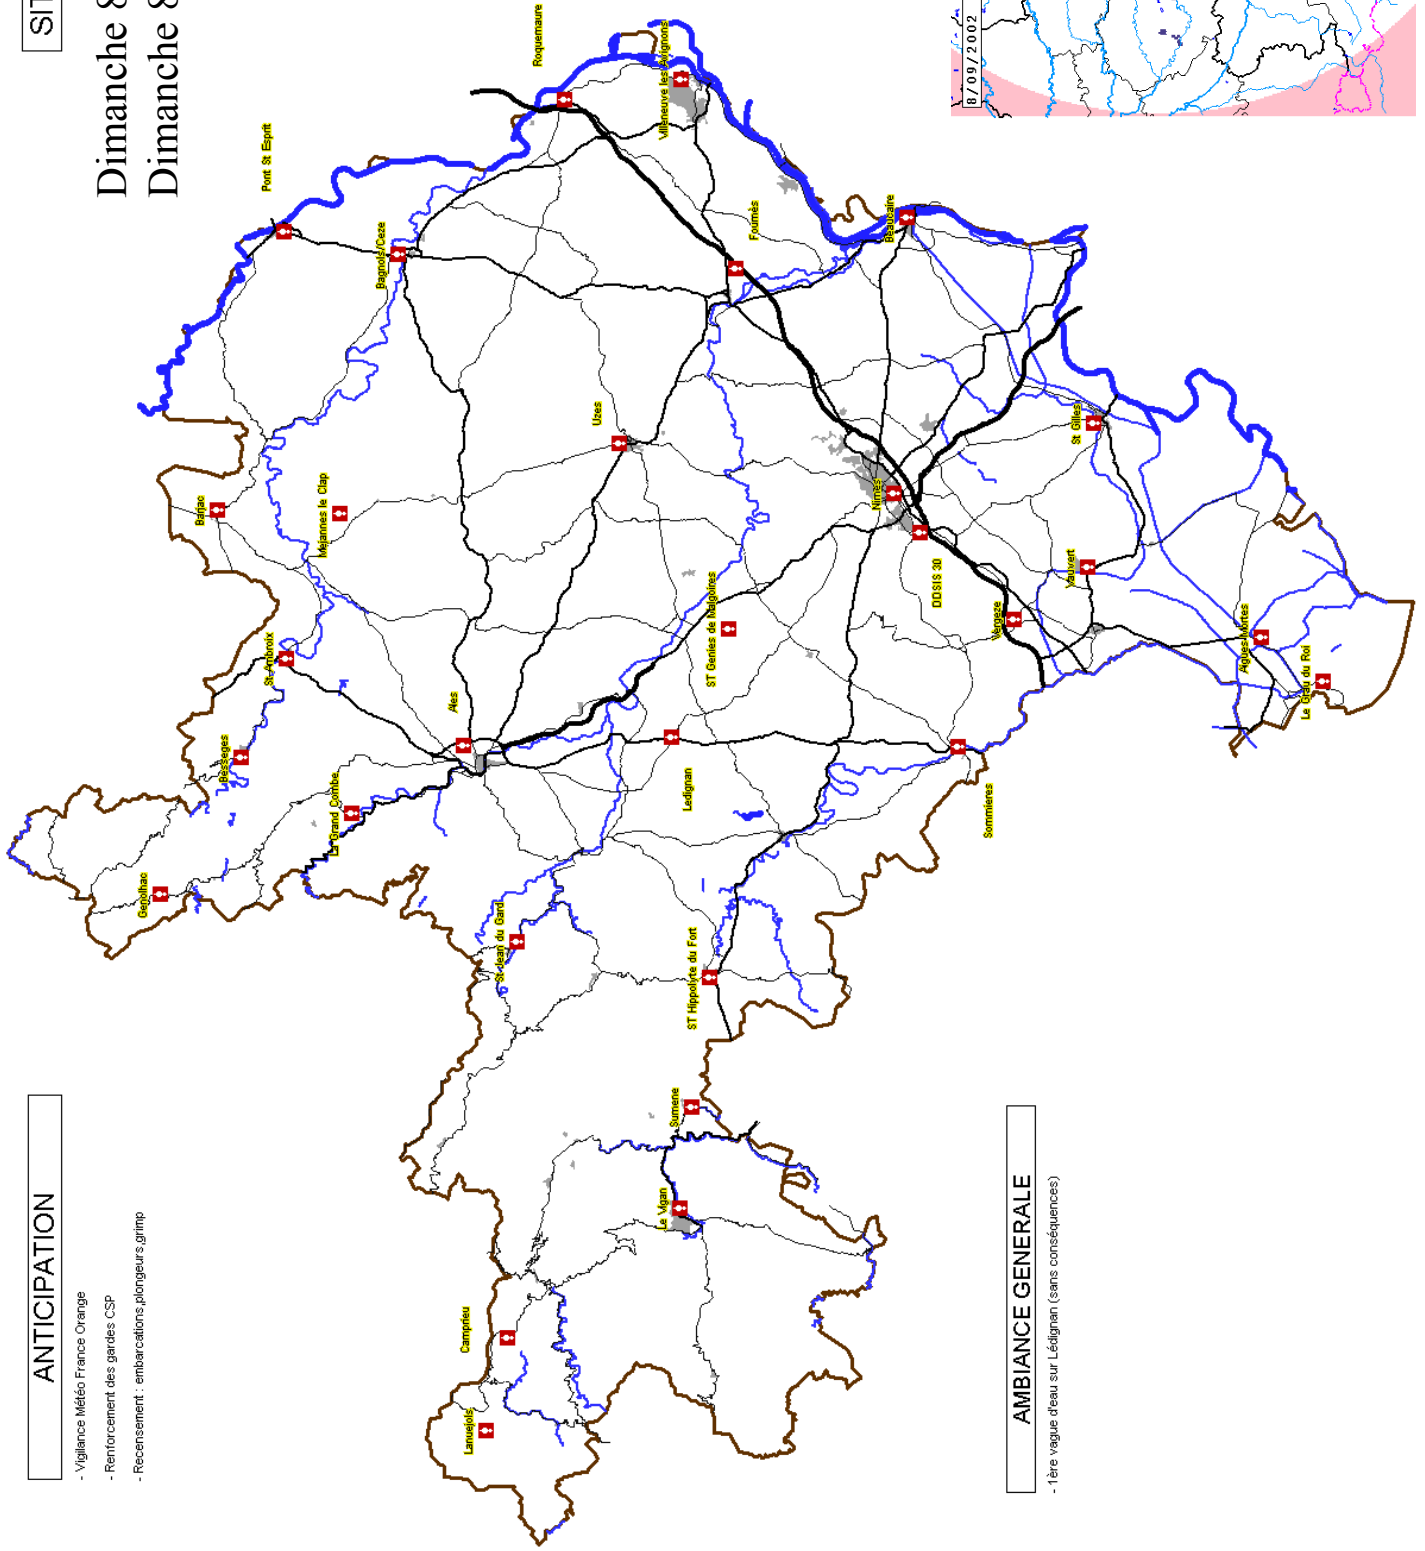 SIT
Dimanche 8
Dimanche 8
ANTICIPATION
- Vigilance Météo France Orange
- Renforcement des gardes CSP
- Recensement : embarcations,plongeurs,grimp
Genolhac
Besseges
St Ambroix
Barjac
Pont St Esprit
La Grand Combe
Mejannes le Clap
Bagnols/Ceze
Ales
Roquemaure
Lanuejols
Camprieu
St Jean du Gard
Uzes
Villeneuve les Avignons
Le Vigan
Sumene
ST Hippolyte du Fort
Ledignan
ST Genies de Malgoires
Fournès
Nimes
Beaucaire
DDSIS 30
Sommieres
Vergeze
Vauvert
St Gilles
Aigues Mortes
Le Grau du Roi
AMBIANCE GENERALE
- 1ère vague d'eau sur Lédignan (sans conséquences)
8/09/2002